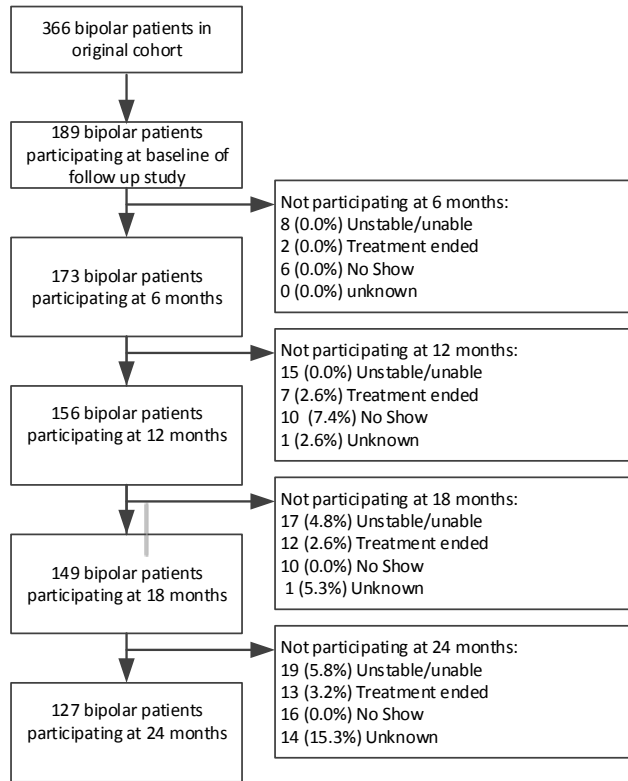 366 bipolar patients in
original cohort
189 bipolar patients
participating at baseline of
follow up study
Not participating at 6 months:
8 (0.0%) Unstable/unable
2 (0.0%) Treatment ended
6 (0.0%) No Show
0 (0.0%) unknown
173 bipolar patients
participating at 6 months
Not participating at 12 months:
15 (0.0%) Unstable/unable
7 (2.6%) Treatment ended
10 (7.4%) No Show
1 (2.6%) Unknown
156 bipolar patients
participating at 12 months
Not participating at 18 months:
17 (4.8%) Unstable/unable
12 (2.6%) Treatment ended
10 (0.0%) No Show
1 (5.3%) Unknown
149 bipolar patients
participating at 18 months
Not participating at 24 months:
19 (5.8%) Unstable/unable
13 (3.2%) Treatment ended
16 (0.0%) No Show
14 (15.3%) Unknown
127 bipolar patients
participating at 24 months